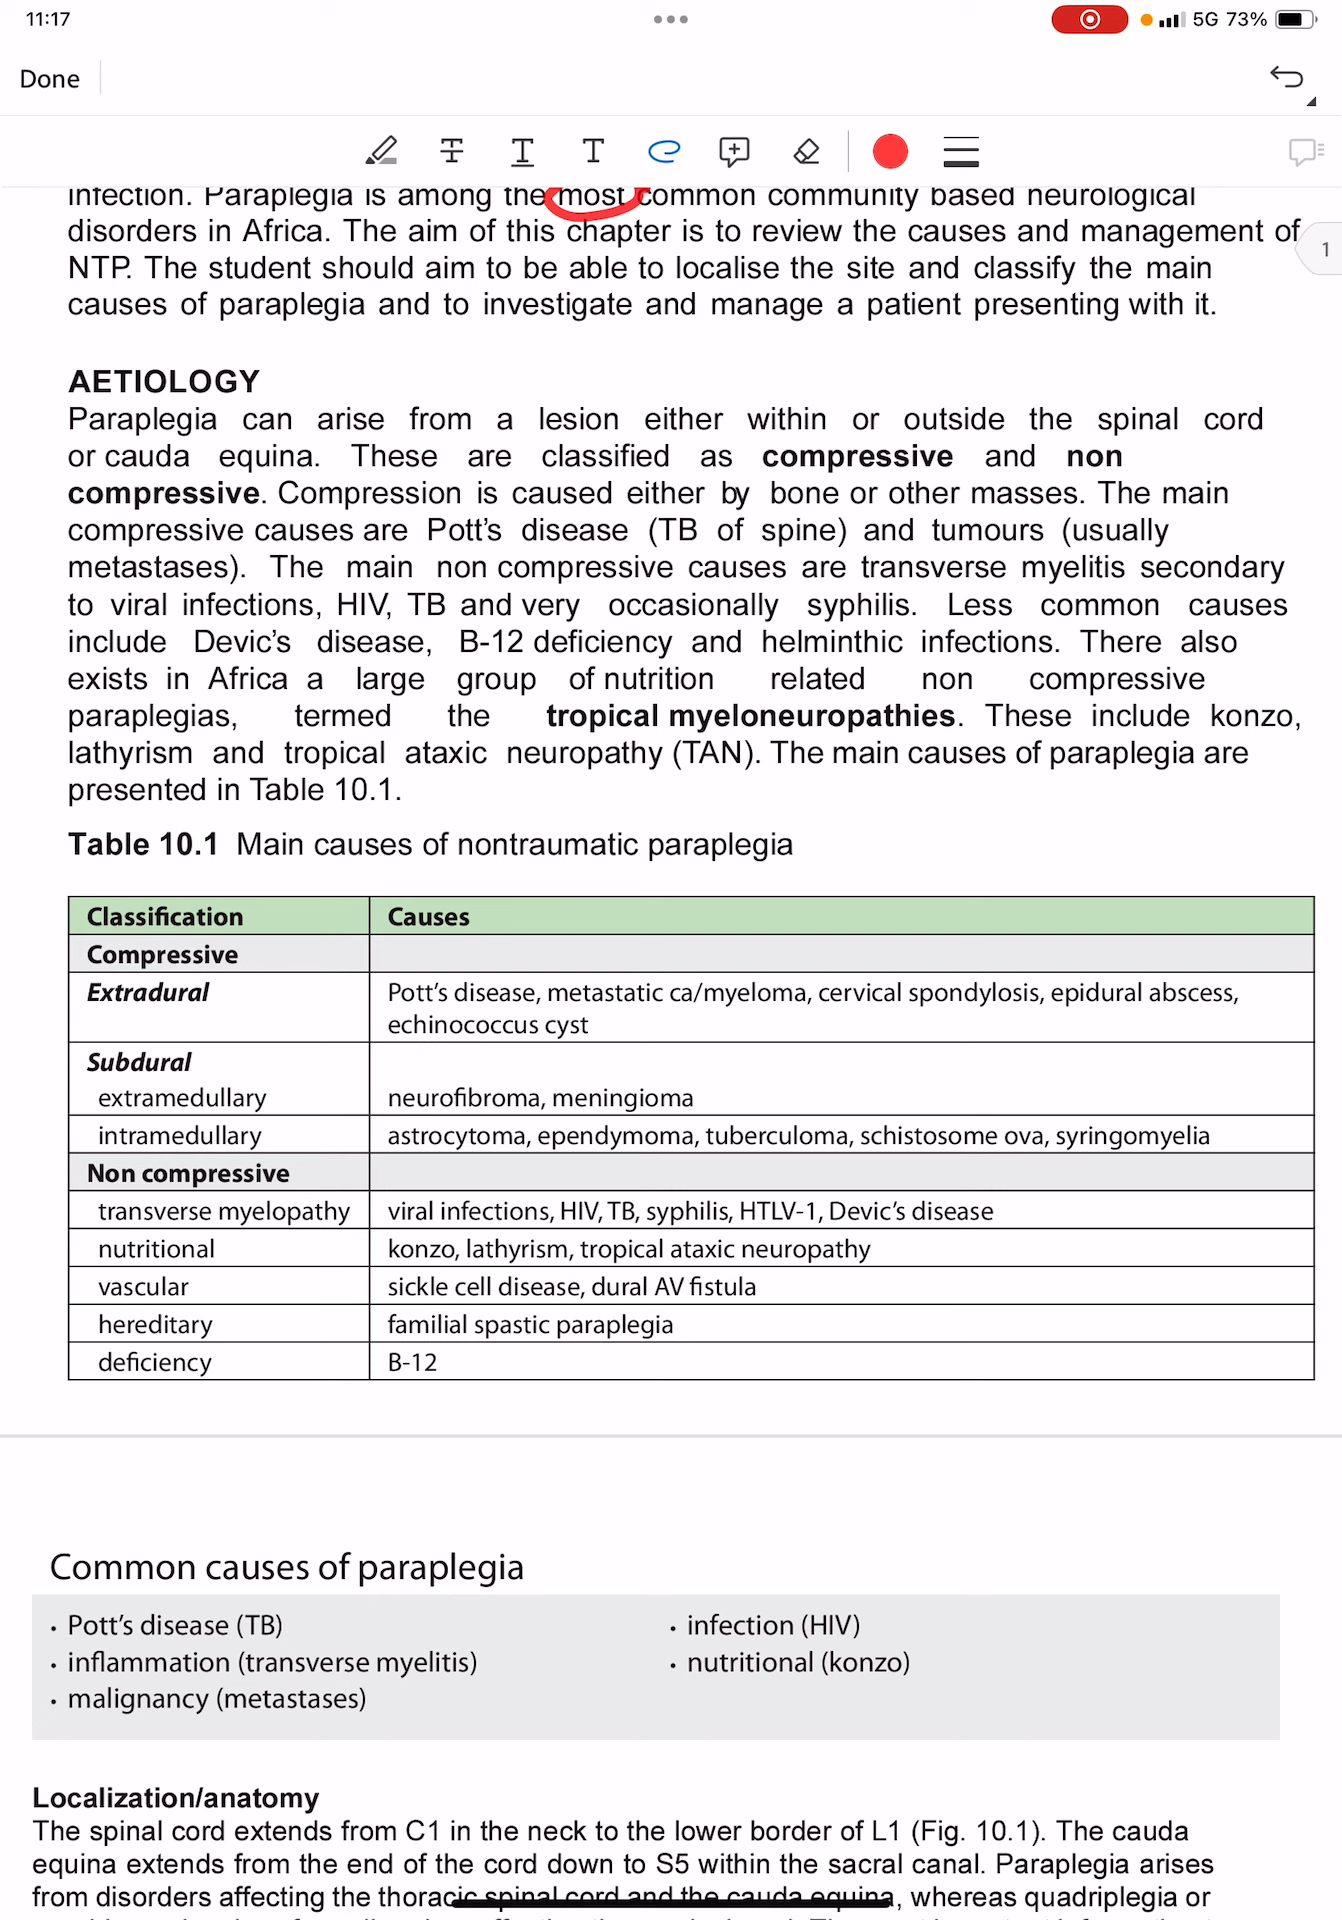 11:17
5G 73%
Done
infection. Paraplegia is among the most common community based neurological
disorders in Africa. The aim of this chapter is to review the causes and management of
1
NTP. The student should aim to be able to localise the site and classify the main
causes of paraplegia and to investigate and manage a patient presenting with it.
AETIOLOGY
Paraplegia can arise from a lesion either within or outside the spinal cord
or cauda equina. These are classified as compressive and non
compressive. Compression is caused either by bone or other masses. The main
compressive causes are Pott's disease (TB of spine) and tumours (usually
metastases). The main non compressive causes are transverse myelitis secondary
to viral infections, HIV, TB and very occasionally syphilis. Less common causes
include Devic's disease, B-12 deficiency and helminthic infections. There also
exists in Africa a large group of nutrition related non compressive
paraplegias, termed the tropical myeloneuropathies. These include konzo,
lathyrism and tropical ataxic neuropathy (TAN). The main causes of paraplegia are
presented in Table 10.1.
Table 10.1 Main causes of nontraumatic paraplegia
Classification Causes
Compressive
Extradural Pott's disease, metastatic ca/myeloma, cervical spondylosis, epidural abscess,
echinococcus cyst
Subdural
extramedullary neurofibroma, meningioma
intramedullary astrocytoma, ependymoma, tuberculoma, schistosome ova, syringomyelia
Non compressive
transverse myelopathy viral infections, HIV, TB, syphilis, HTLV-1, Devic's disease
nutritional konzo, lathyrism, tropical ataxic neuropathy
vascular sickle cell disease, dural AV fistula
hereditary familial spastic paraplegia
deficiency B-12
Common causes of paraplegia
• Pott's disease (TB)
• inflammation (transverse myelitis)
• malignancy (metastases)
• infection (HIV)
• nutritional (konzo)
Localization/anatomy
The spinal cord extends from C1 in the neck to the lower border of L1 (Fig. 10.1). The cauda
equina extends from the end of the cord down to S5 within the sacral canal. Paraplegia arises
from disorders affecting the thoracic spinal cord and the cauda equina, whereas quadriplegia or